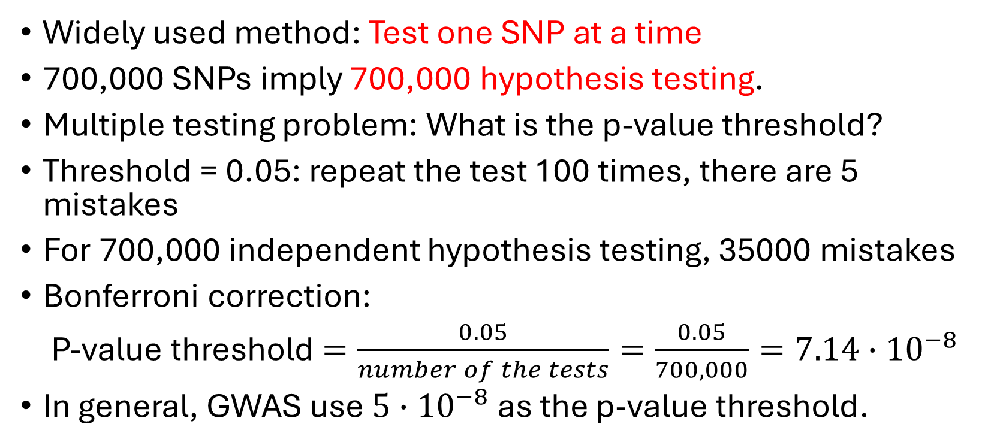 • Widely used method: Test one SNP at a time
• 700,000 SNPs imply 700,000 hypothesis testing.
• Multiple testing problem: What is the p-value threshold?
• Threshold = 0.05: repeat the test 100 times, there are 5
mistakes
• For 700,000 independent hypothesis testing, 35000 mistakes
• Bonferroni correction:
P-value threshold = \frac{0.05}{number of the tests} = \frac{0.05}{700,000} = 7.14 · 10^{−8}
• In general, GWAS use 5 · 10^{−8} as the p-value threshold.